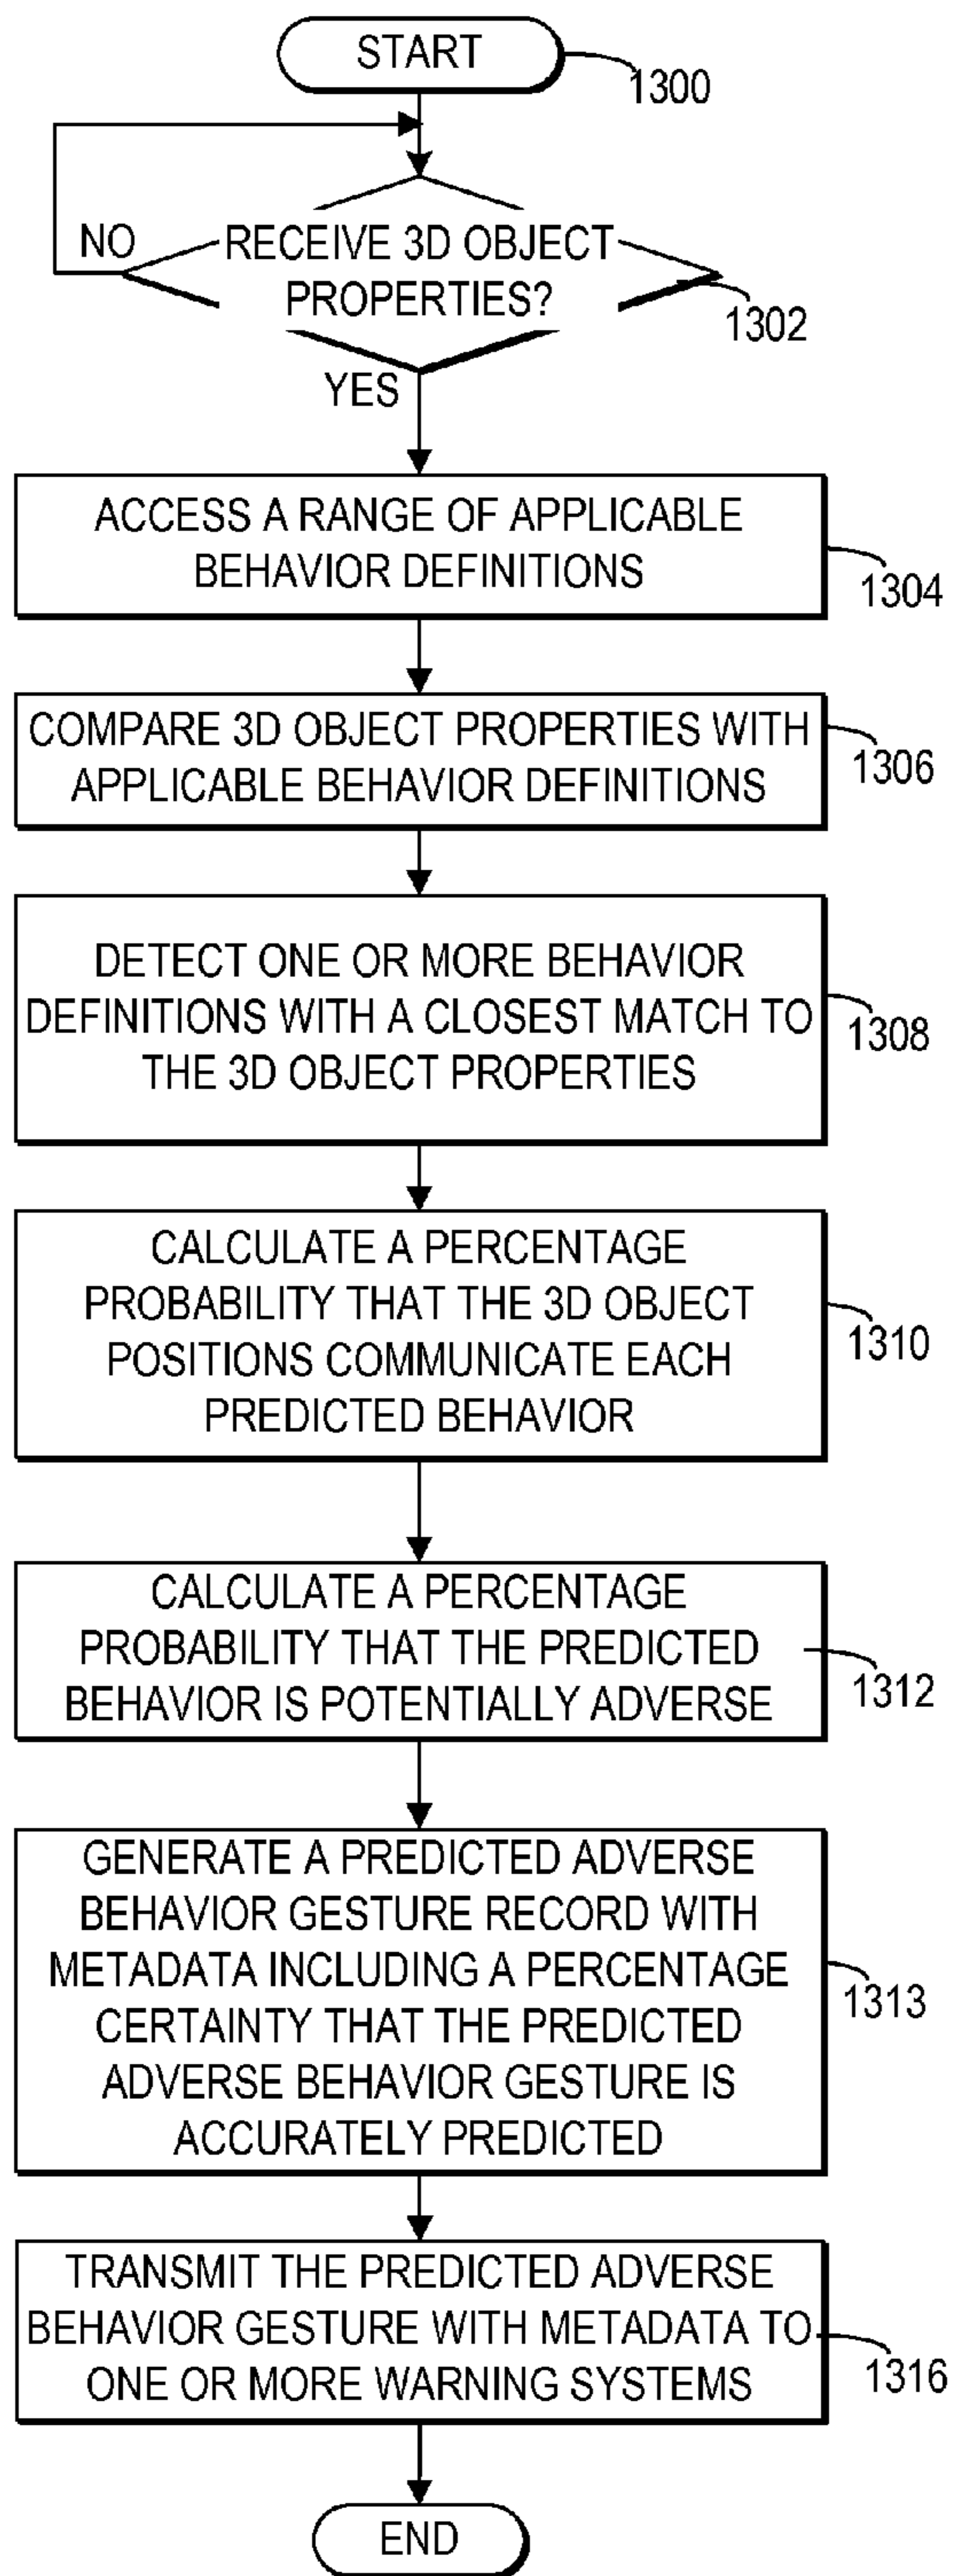 START
1300
NO
RECEIVE 3D OBJECT
PROPERTIES?
1302
YES
ACCESS A RANGE OF APPLICABLE
BEHAVIOR DEFINITIONS
1304
COMPARE 3D OBJECT PROPERTIES WITH
APPLICABLE BEHAVIOR DEFINITIONS
1306
DETECT ONE OR MORE BEHAVIOR
DEFINITIONS WITH A CLOSEST MATCH TO
THE 3D OBJECT PROPERTIES
1308
CALCULATE A PERCENTAGE
PROBABILITY THAT THE 3D OBJECT
POSITIONS COMMUNICATE EACH
PREDICTED BEHAVIOR
1310
CALCULATE A PERCENTAGE
PROBABILITY THAT THE PREDICTED
BEHAVIOR IS POTENTIALLY ADVERSE
1312
GENERATE A PREDICTED ADVERSE
BEHAVIOR GESTURE RECORD WITH
METADATA INCLUDING A PERCENTAGE
CERTAINTY THAT THE PREDICTED
ADVERSE BEHAVIOR GESTURE IS
ACCURATELY PREDICTED
1313
TRANSMIT THE PREDICTED ADVERSE
BEHAVIOR GESTURE WITH METADATA TO
ONE OR MORE WARNING SYSTEMS
1316
END